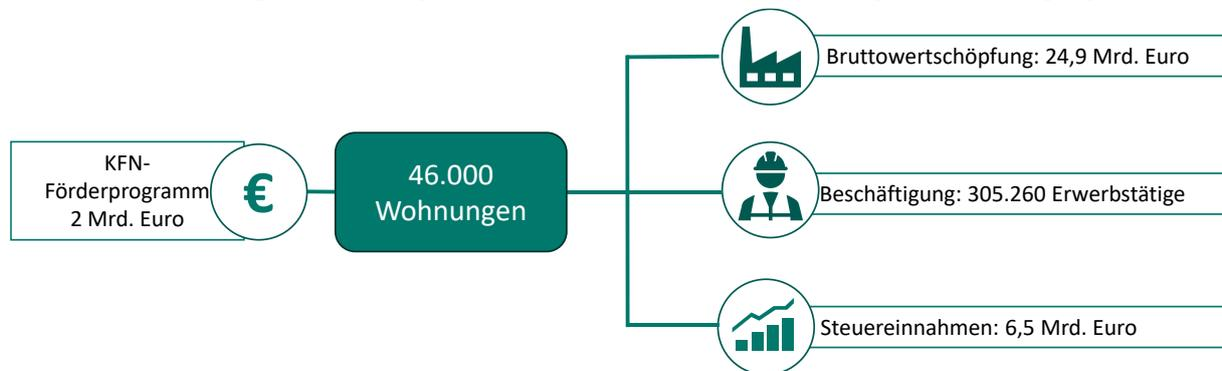 KFN-
Förderprogramm
2 Mrd. Euro
€
46.000
Wohnungen
Bruttowertschöpfung: 24,9 Mrd. Euro
Beschäftigung: 305.260 Erwerbstätige
Steuereinnahmen: 6,5 Mrd. Euro